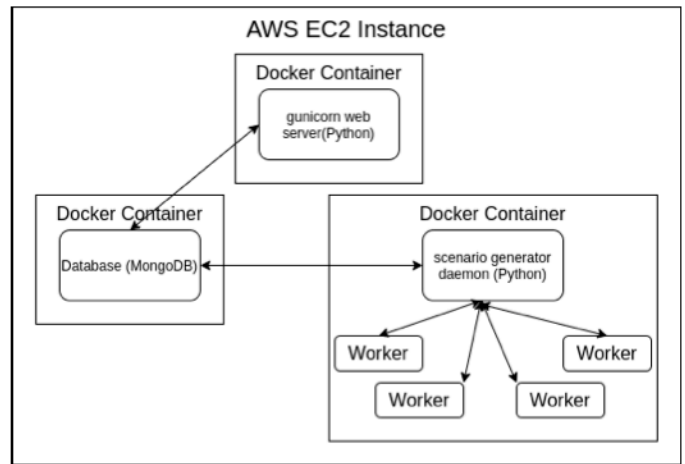 AWS EC2 Instance
Docker Container
gunicorn web
server(Python)
Docker Container
Database (MongoDB)
Docker Container
scenario generator
daemon (Python)
Worker
Worker
Worker
Worker